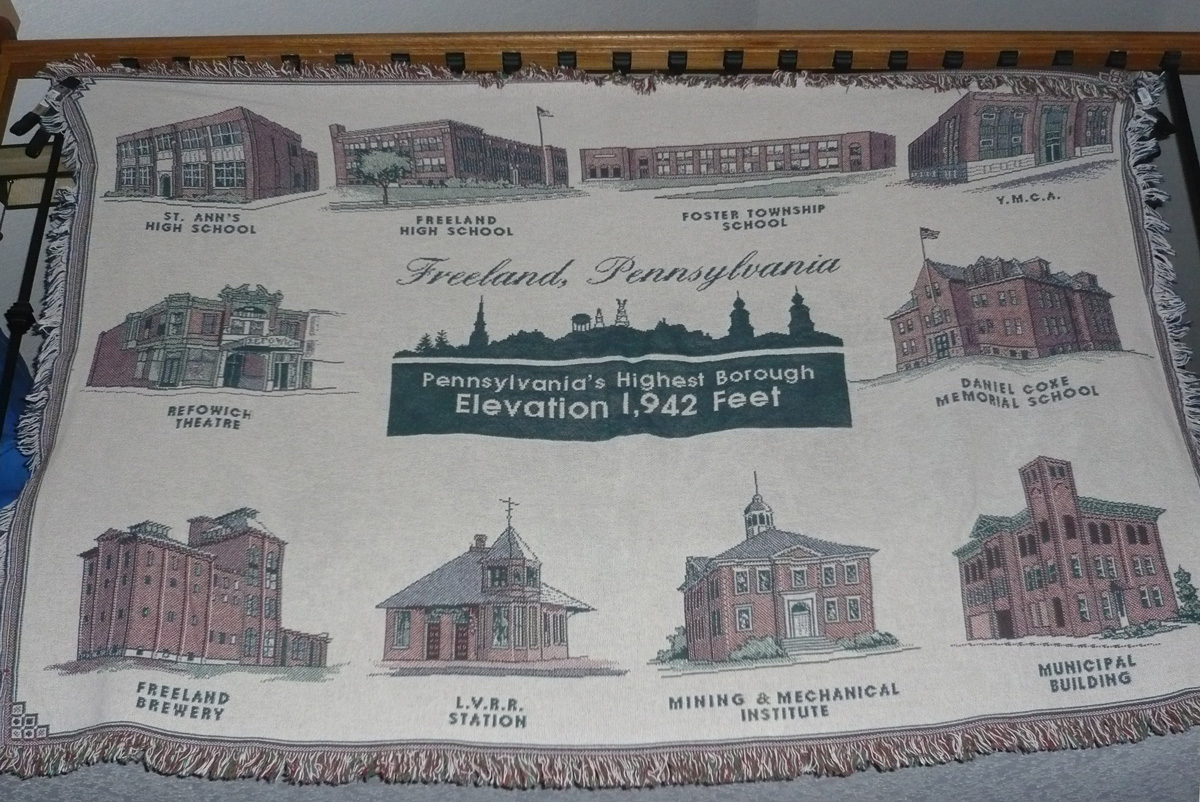 ST. ANN'S
HIGH SCHOOL
FREELAND
HIGH SCHOOL
FOSTER TOWNSHIP
SCHOOL
Y.M.C.A.
Freeland, Pennsylvania
Pennsylvania's Highest Borough
Elevation 1,942 Feet
REFOWICH
REFOWICH
THEATRE
DANIEL COXE
MEMORIAL SCHOOL
FREELAND
BREWERY
L.V.R.R.
STATION
MINING & MECHANICAL
INSTITUTE
MUNICIPAL
BUILDING